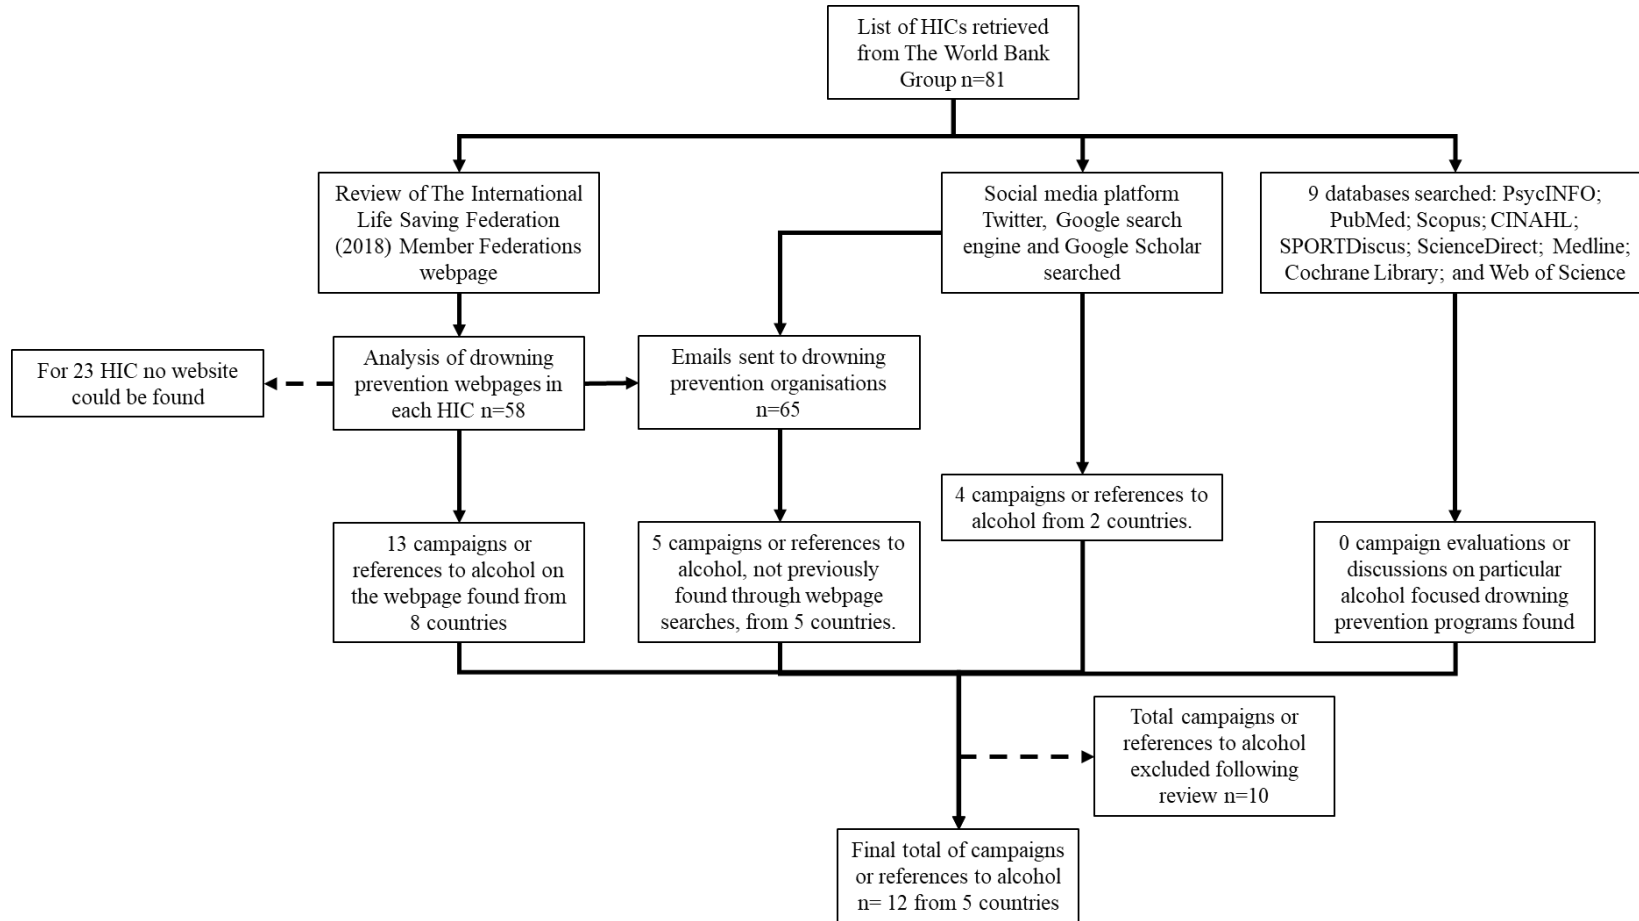 List of HICs retrieved
from The World Bank
Group n=81
Review of The International
Life Saving Federation
(2018) Member Federations
webpage
Social media platform
Twitter, Google search
engine and Google Scholar
searched
9 databases searched: PsycINFO;
PubMed; Scopus; CINAHL;
SPORTDiscus; ScienceDirect; Medline;
Cochrane Library; and Web of Science
For 23 HIC no website
could be found
Analysis of drowning
prevention webpages in
each HIC n=58
Emails sent to drowning
prevention organisations
n=65
13 campaigns or
references to alcohol on
the webpage found from
8 countries
5 campaigns or references to
alcohol, not previously
found through webpage
searches, from 5 countries.
4 campaigns or references to
alcohol from 2 countries.
0 campaign evaluations or
discussions on particular
alcohol focused drowning
prevention programs found
Total campaigns or
references to alcohol
excluded following
review n=10
Final total of campaigns
or references to alcohol
n= 12 from 5 countries